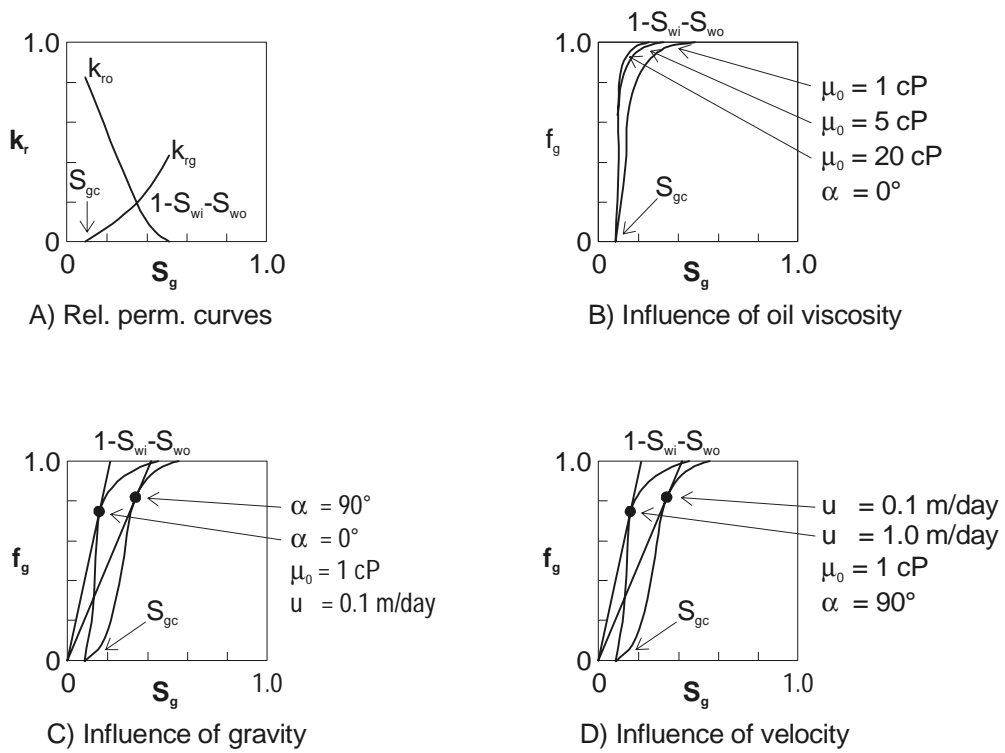 1.0
k_ro
k_r
k_rg
S_gc
1-S_wi-S_wo
0
0
1.0
S_g
A) Rel. perm. curves
1-S_wi-S_wo
1.0
μ_0 = 1 cP
f_g
μ_0 = 5 cP
μ_0 = 20 cP
S_gc
α = 0°
0
0
1.0
S_g
B) Influence of oil viscosity
1-S_wi-S_wo
1.0
α = 90°
α = 0°
f_g
μ_0 = 1 cP
u = 0.1 m/day
S_gc
0
0
1.0
S_g
C) Influence of gravity
1-S_wi-S_wo
1.0
u = 0.1 m/day
u = 1.0 m/day
f_g
μ_0 = 1 cP
α = 90°
S_gc
0
0
1.0
S_g
D) Influence of velocity